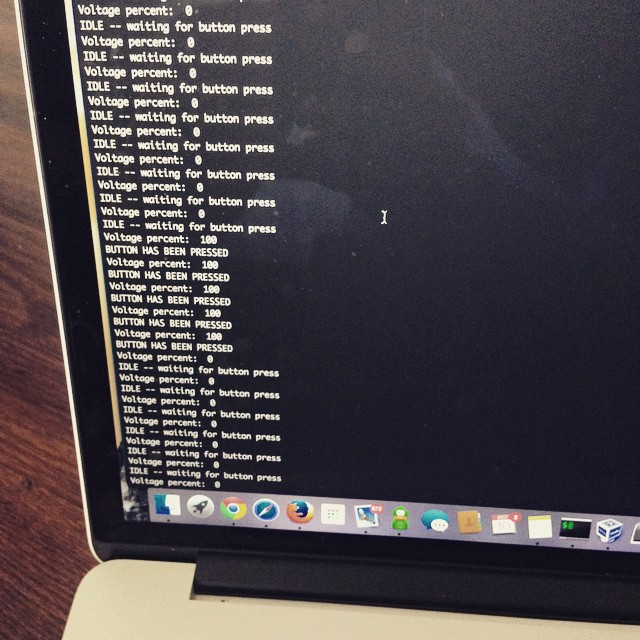 Voltage percent:  0
IDLE -- waiting for button press
Voltage percent:  0
IDLE -- waiting for button press
Voltage percent:  0
IDLE -- waiting for button press
Voltage percent:  0
IDLE -- waiting for button press
Voltage percent:  0
IDLE -- waiting for button press
Voltage percent:  0
IDLE -- waiting for button press
Voltage percent:  0
IDLE -- waiting for button press
Voltage percent:  0
IDLE -- waiting for button press
Voltage percent:  100
BUTTON HAS BEEN PRESSED
Voltage percent:  100
BUTTON HAS BEEN PRESSED
Voltage percent:  100
BUTTON HAS BEEN PRESSED
Voltage percent:  100
BUTTON HAS BEEN PRESSED
Voltage percent:  100
BUTTON HAS BEEN PRESSED
Voltage percent:  0
IDLE -- waiting for button press
Voltage percent:  0
IDLE -- waiting for button press
Voltage percent:  0
IDLE -- waiting for button press
Voltage percent:  0
IDLE -- waiting for button press
Voltage percent:  0
IDLE -- waiting for button press
Voltage percent:  0
IDLE -- waiting for button press
Voltage percent:  0